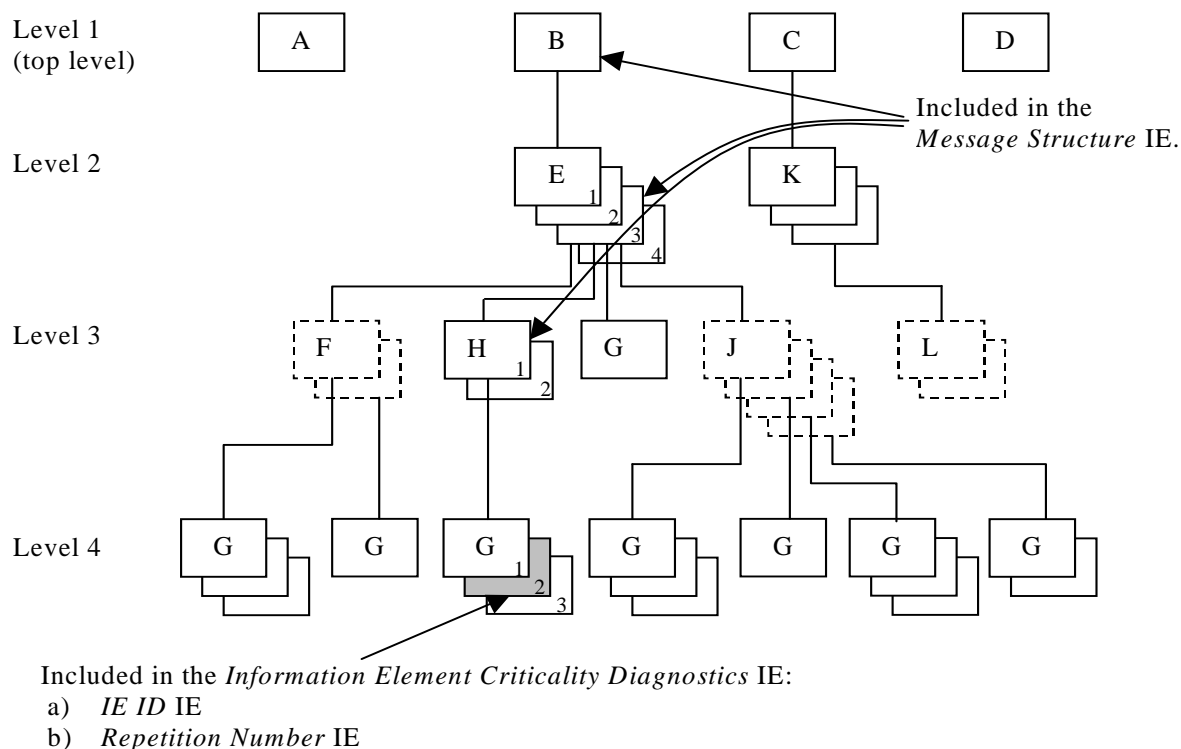 Level 1
(top level)
A
B
C
D
Included in the
Message Structure IE.
Level 2
E
1
2
3
4
K
Level 3
F
H
1
2
G
J
L
Level 4
G
G
G
1
2
3
G
G
G
G
Included in the Information Element Criticality Diagnostics IE:
a) IE ID IE
b) Repetition Number IE